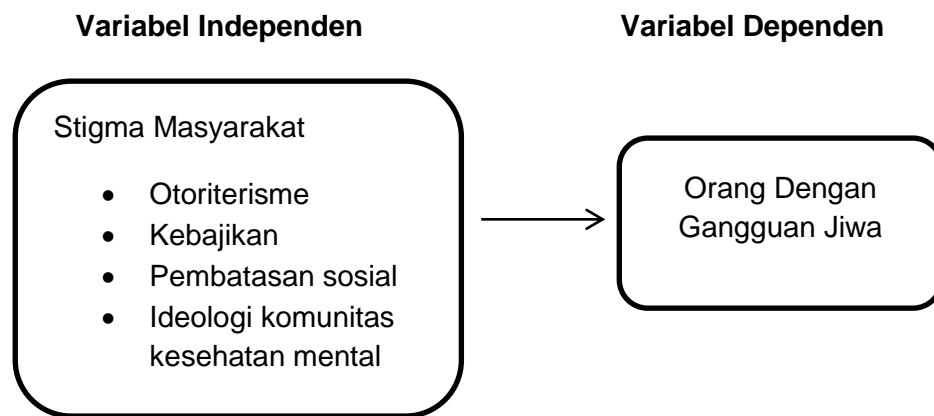 Variabel Independen
Variabel Dependen
Stigma Masyarakat
• Otoriterisme
• Kebajikan
• Pembatasan sosial
• Ideologi komunitas
kesehatan mental
Orang Dengan
Gangguan Jiwa